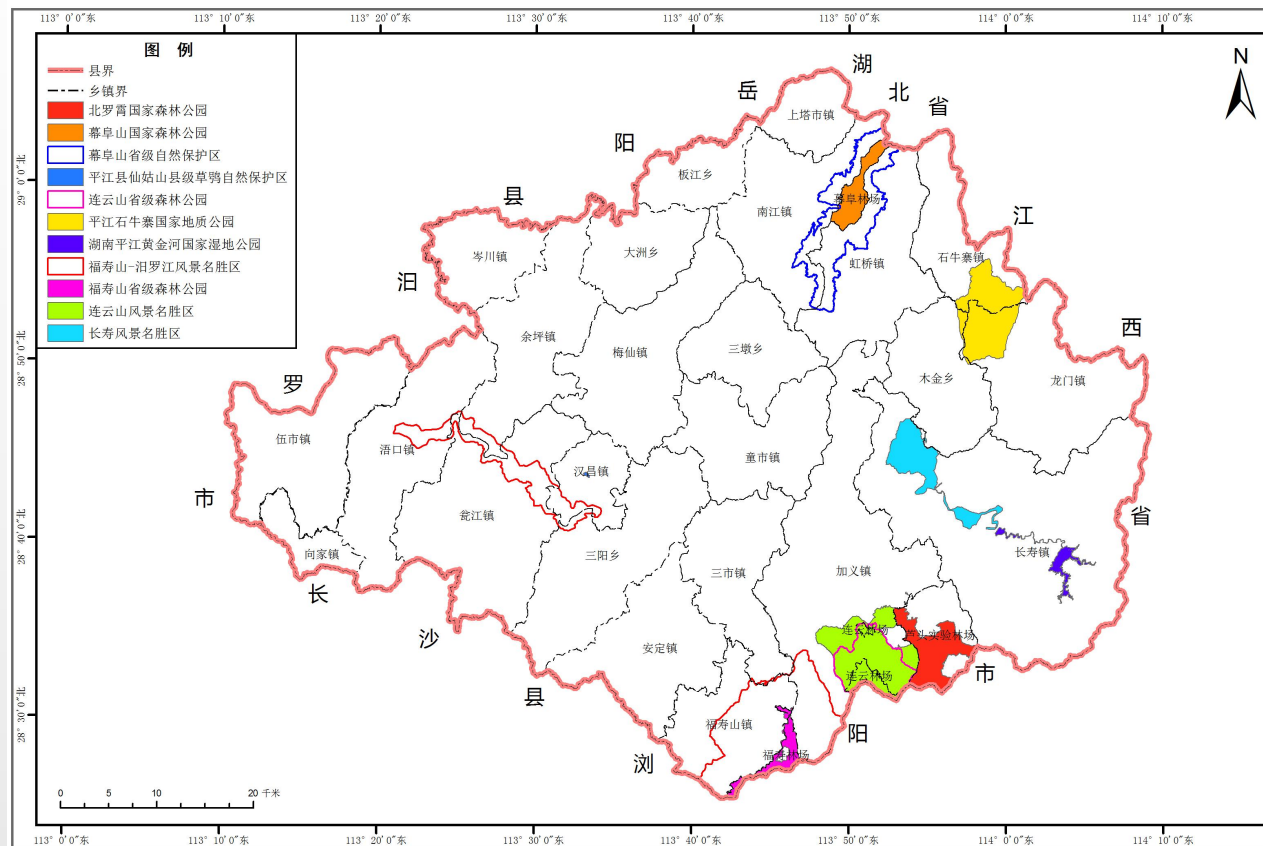 113° 0′0″东
113° 10′0″东
113° 20′0″东
113° 30′0″东
113° 40′0″东
113° 50′0″东
114° 0′0″东
114° 10′0″东
图 例
县界
乡镇界
北罗霄国家森林公园
幕阜山国家森林公园
幕阜山省级自然保护区
平江县仙姑山县级草鸮自然保护区
连云山省级森林公园
平江石牛寨国家地质公园
湖南平江黄金河国家湿地公园
福寿山-汨罗江风景名胜区
福寿山省级森林公园
连云山风景名胜区
长寿风景名胜区
N
湖
北
省
岳
阳
县
江
西
省
汨
罗
市
长
沙
县
浏
阳
市
上塔市镇
板江乡
南江镇
幕阜林场
大洲乡
岑川镇
虹桥镇
石牛寨镇
余坪镇
梅仙镇
三墩乡
木金乡
龙门镇
伍市镇
浯口镇
汉昌镇
童市镇
瓮江镇
向家镇
三阳乡
三市镇
加义镇
长寿镇
连云林场
芦头实验林场
安定镇
连云林场
福寿山镇
福寿林场
29° 0′0″北
28° 50′0″北
28° 40′0″北
28° 30′0″北
0 5 10 20 千米
113° 0′0″东
113° 10′0″东
113° 20′0″东
113° 30′0″东
113° 40′0″东
113° 50′0″东
114° 0′0″东
114° 10′0″东